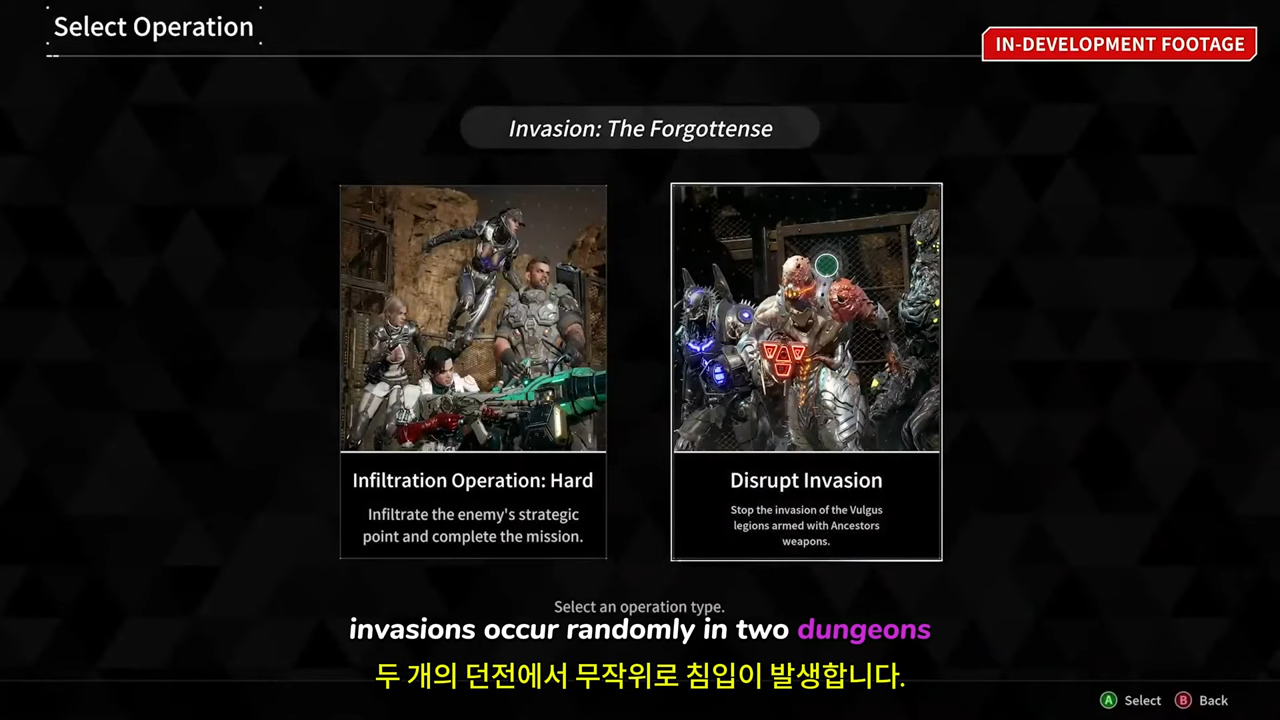 Select Operation
IN-DEVELOPMENT FOOTAGE
Invasion: The Forgottense
Infiltration Operation: Hard
Infiltrate the enemy's strategic
point and complete the mission.
Disrupt Invasion
Stop the invasion of the Vulgus
legions armed with Ancestors
weapons.
Select an operation type.
invasions occur randomly in two dungeons
두 개의 던전에서 무작위로 침입이 발생합니다.
A Select B Back